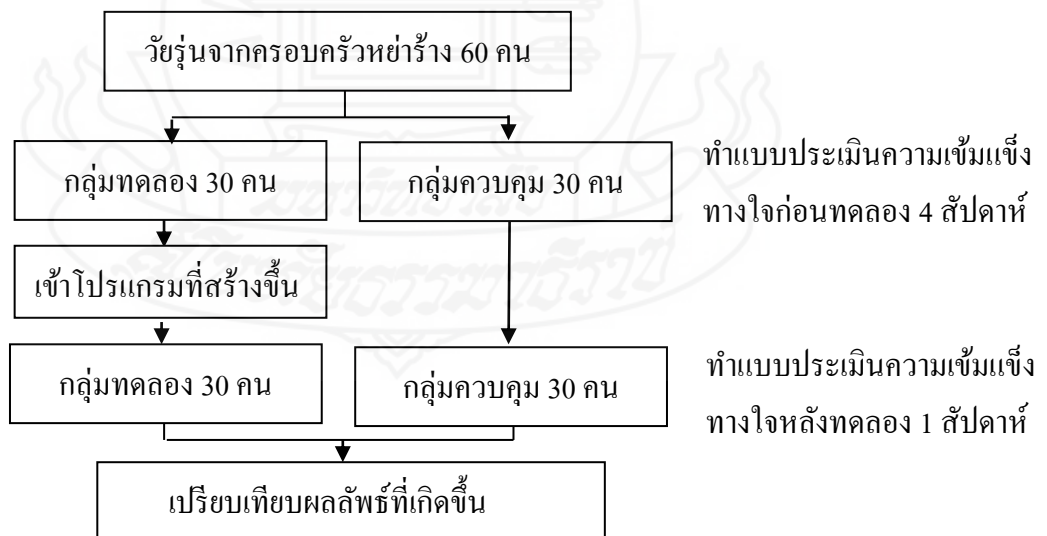 วัยรุ่นจากครอบครัวหย่าร้าง 60 คน
กลุ่มทดลอง 30 คน
กลุ่มควบคุม 30 คน
ทำแบบประเมินความเข้มแข็ง
ทางใจก่อนทดลอง 4 สัปดาห์
เข้าโปรแกรมที่สร้างขึ้น
กลุ่มทดลอง 30 คน
กลุ่มควบคุม 30 คน
ทำแบบประเมินความเข้มแข็ง
ทางใจหลังทดลอง 1 สัปดาห์
เปรียบเทียบผลลัพธ์ที่เกิดขึ้น